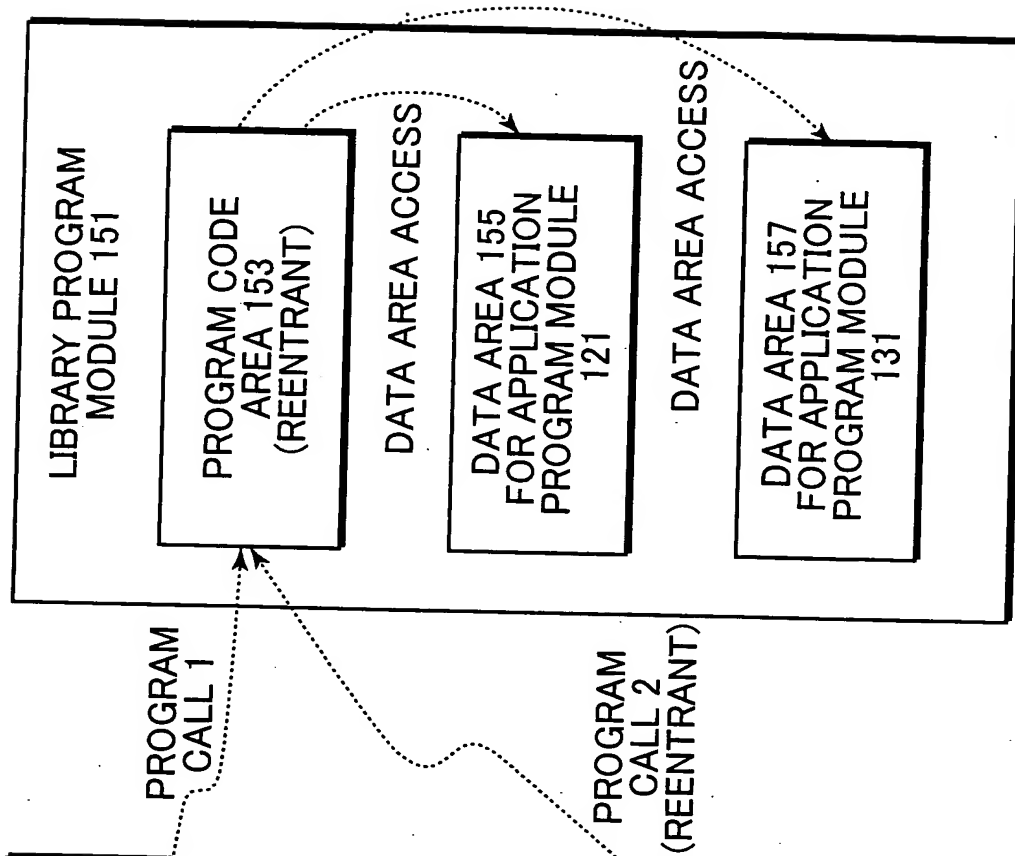 LIBRARY PROGRAM
MODULE 151
PROGRAM CODE
AREA 153
(REENTRANT)
DATA AREA ACCESS
DATA AREA 155
FOR APPLICATION
PROGRAM MODULE
121
DATA AREA ACCESS
DATA AREA 157
FOR APPLICATION
PROGRAM MODULE
131
PROGRAM
CALL 1
PROGRAM
CALL 2
(REENTRANT)